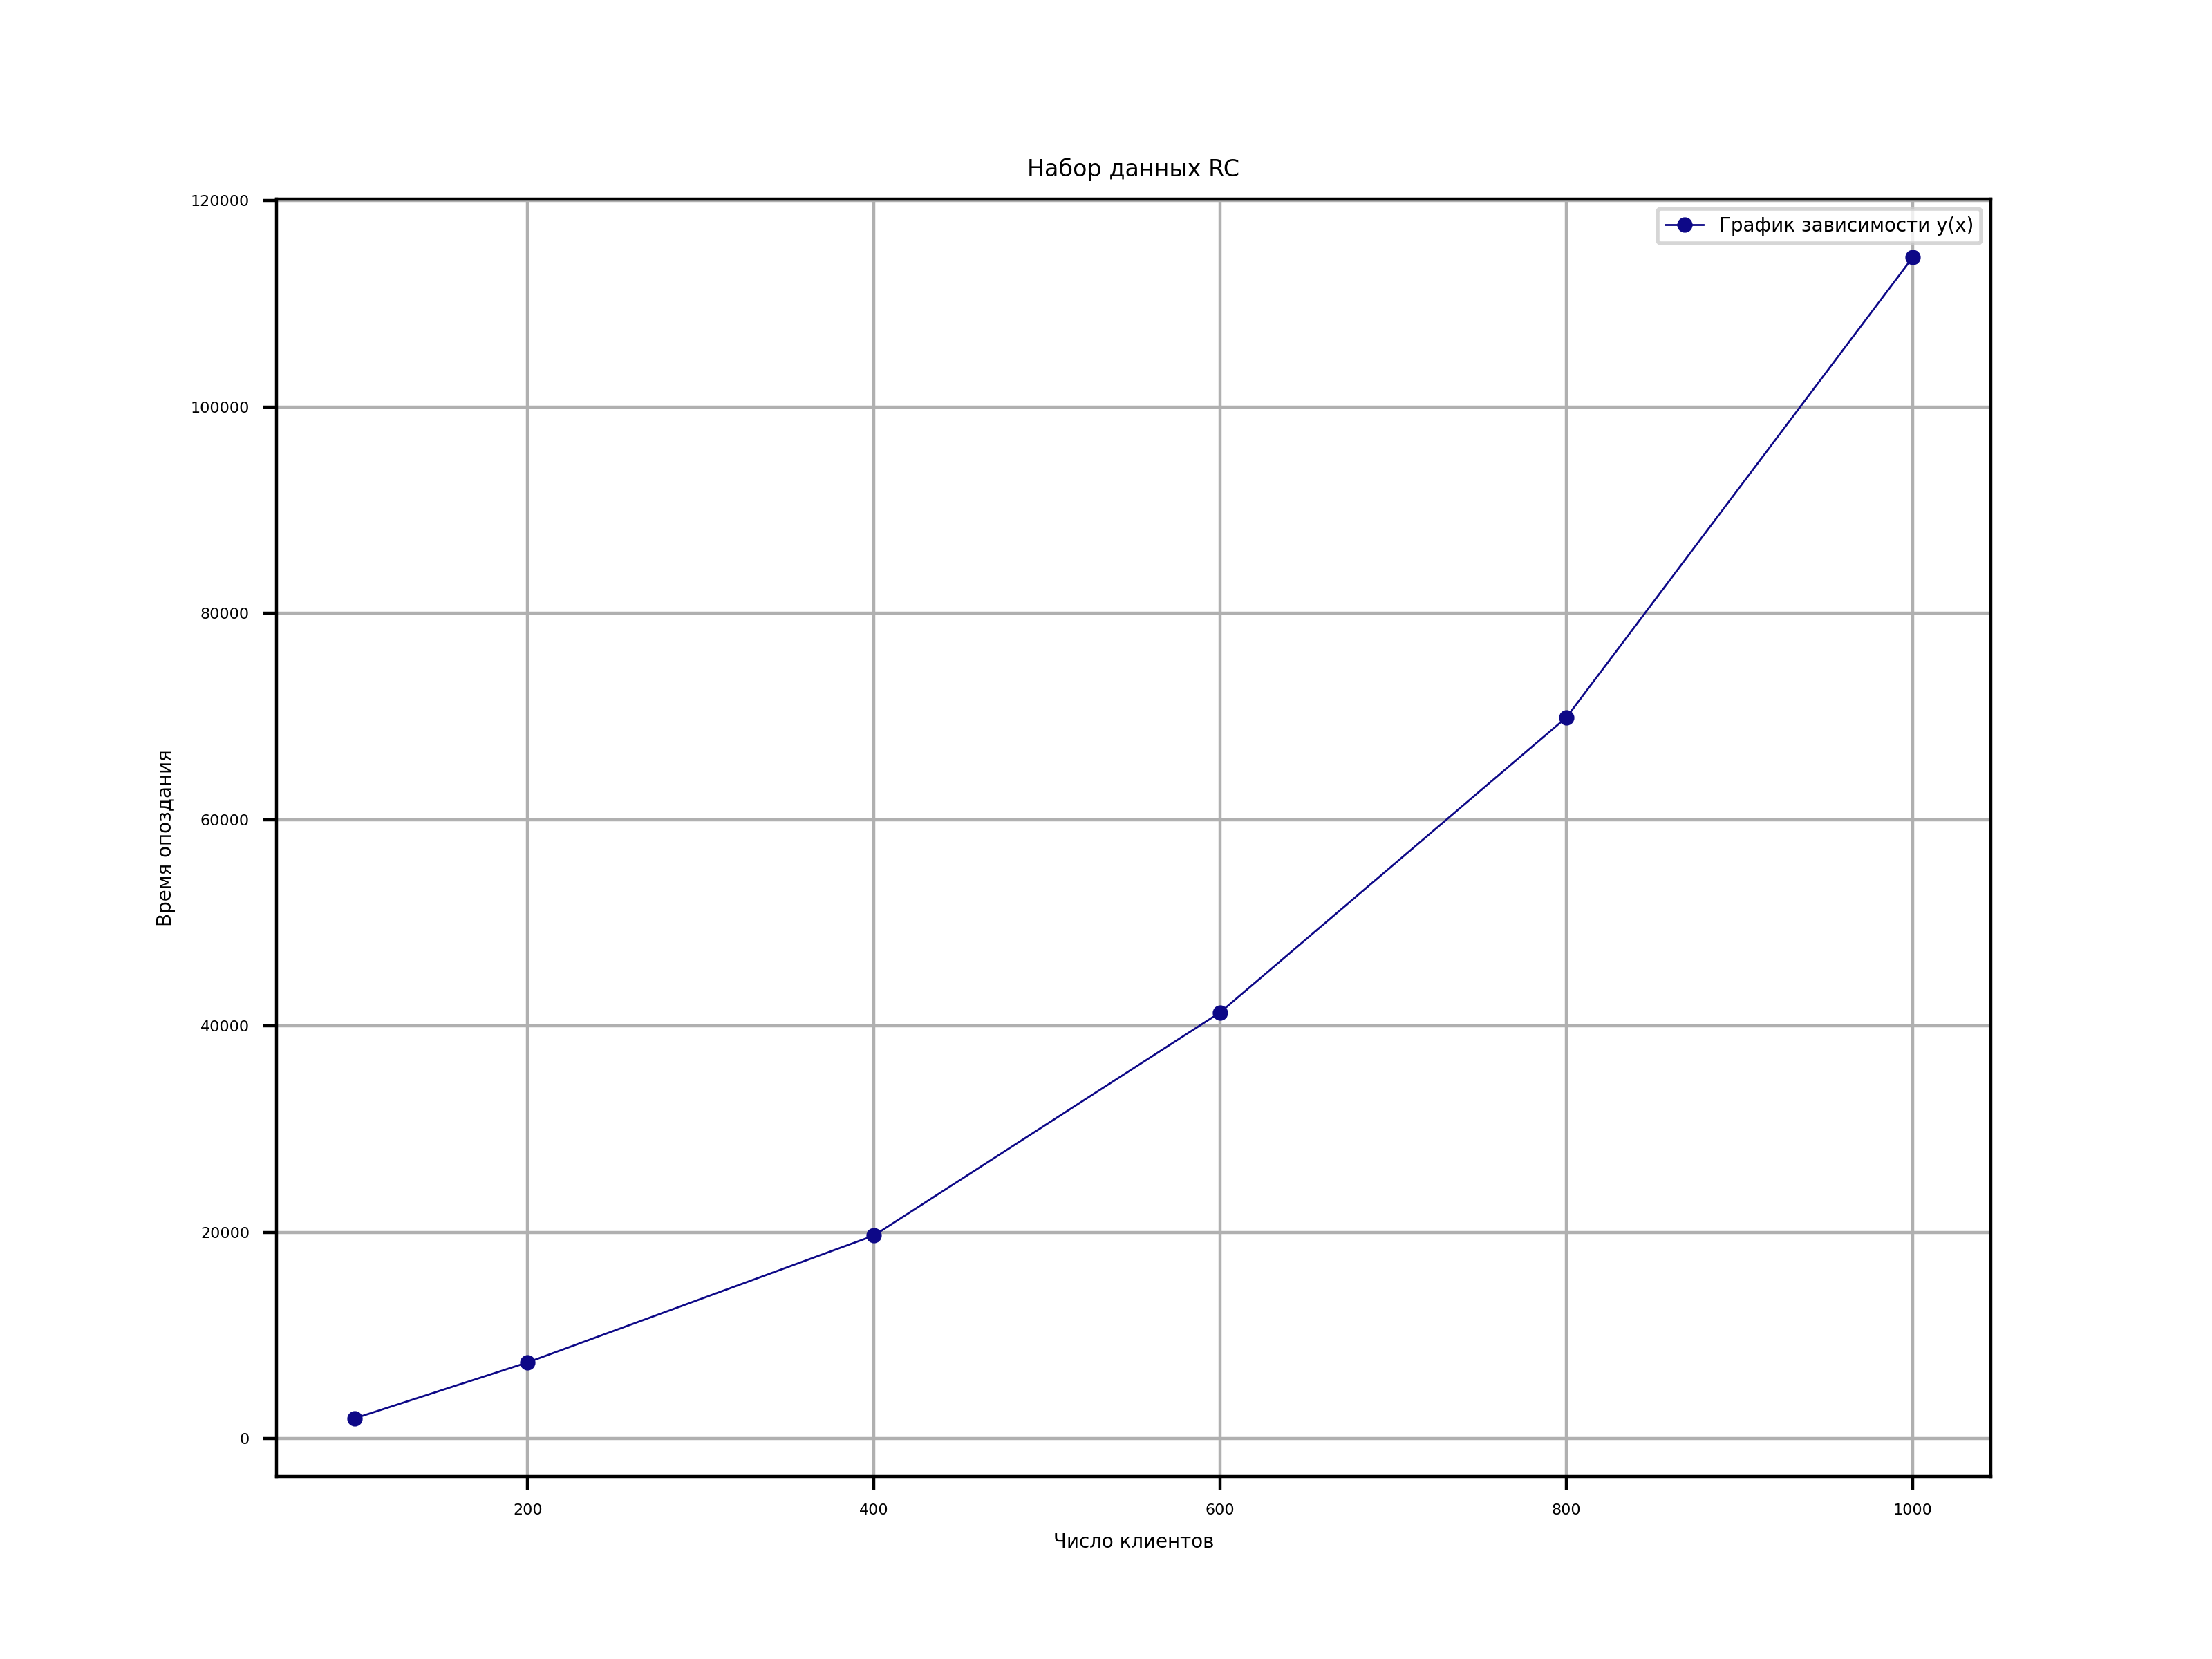 Набор данных RC
График зависимости y(x)
120000
100000
80000
60000
40000
20000
0
Время опоздания
200 400 600 800 1000
Число клиентов